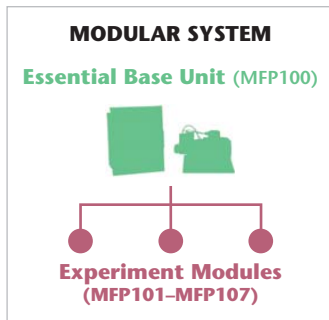 MODULAR SYSTEM
Essential Base Unit (MFP100)
Experiment Modules
(MFP101–MFP107)